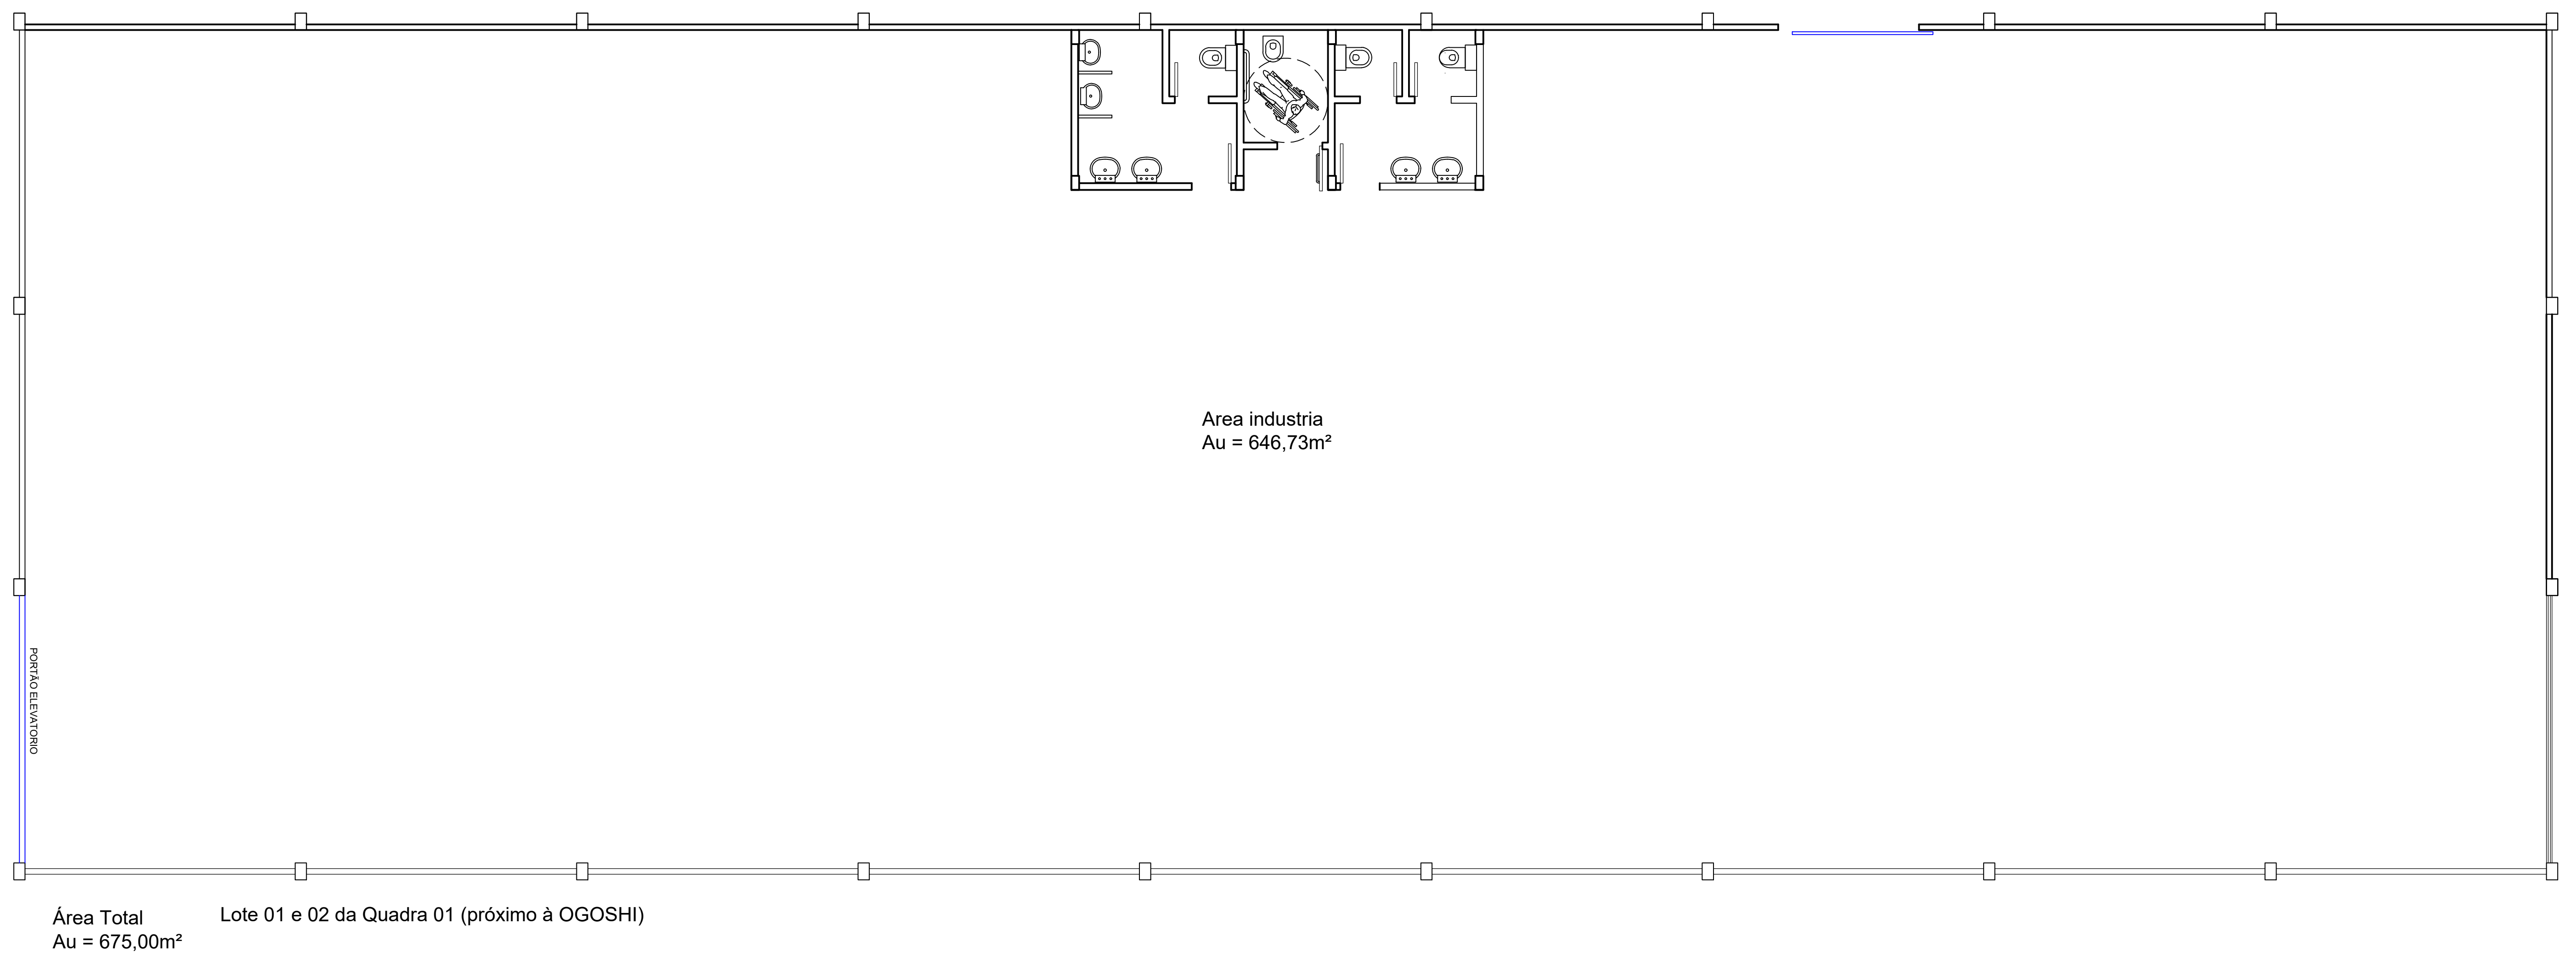 Area industria
Au = 646,73m²
PORTÃO ELEVATORIO
Área Total
Au = 675,00m²
Lote 01 e 02 da Quadra 01 (próximo à OGOSHI)